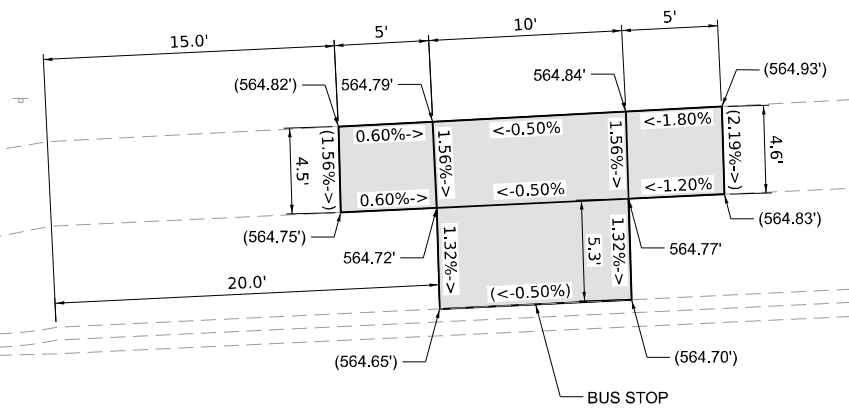 5' 10' 5'
15.0'
(564.82') 564.79' 564.84' (564.93')
0.60%-> <-0.50% <-1.80%
4.5' (1.56%->) 1.56%-> 1.56%-> (2.19%->) 4.6'
0.60%-> <-0.50% <-1.20%
(564.75') 564.72' 564.77' (564.83')
1.32%-> 5.3' 1.32%->
20.0' (<-0.50%)
(564.65') (564.70')
BUS STOP